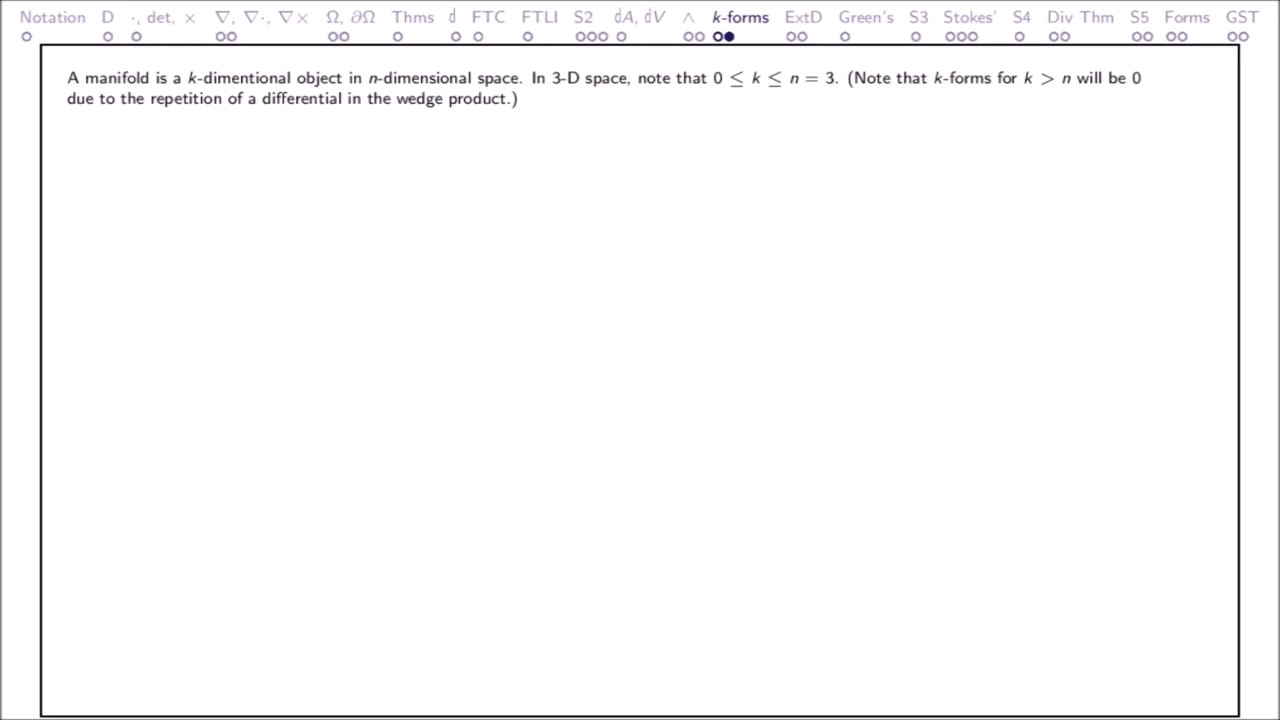 Notation D ·, det, × ∇, ∇·, ∇× Ω, ∂Ω Thms d FTC FTLI S2 dA, dV ∧ k-forms ExtD Green's S3 Stokes' S4 Div Thm S5 Forms GST
A manifold is a k-dimentional object in n-dimensional space. In 3-D space, note that 0 ≤ k ≤ n = 3. (Note that k-forms for k > n will be 0
due to the repetition of a differential in the wedge product.)